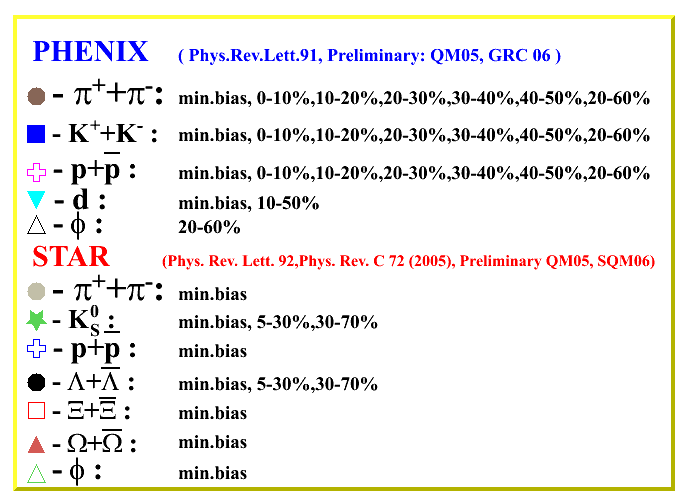 PHENIX ( Phys.Rev.Lett.91, Preliminary: QM05, GRC 06 )
- π⁺+π⁻: min.bias, 0-10%,10-20%,20-30%,30-40%,40-50%,20-60%
- K⁺+K⁻ : min.bias, 0-10%,10-20%,20-30%,30-40%,40-50%,20-60%
- p+p̅ : min.bias, 0-10%,10-20%,20-30%,30-40%,40-50%,20-60%
- d : min.bias, 10-50%
- ϕ : 20-60%
STAR (Phys. Rev. Lett. 92,Phys. Rev. C 72 (2005), Preliminary QM05, SQM06)
- π⁺+π⁻: min.bias
- K⁰S : min.bias, 5-30%,30-70%
- p+p̅ : min.bias
- Λ+Λ̅ : min.bias, 5-30%,30-70%
- Ξ+Ξ̅ : min.bias
- Ω+Ω̅ : min.bias
- ϕ : min.bias